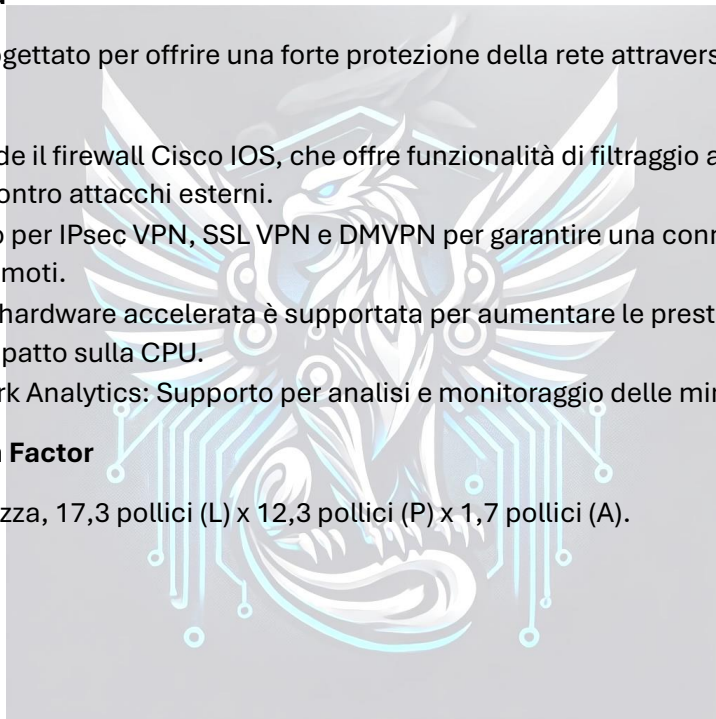 gettato per offrire una forte protezione della rete attravers
de il firewall Cisco IOS, che offre funzionalità di filtraggio a
ontro attacchi esterni.
per IPsec VPN, SSL VPN e DMVPN per garantire una conn
moti.
hardware accelerata è supportata per aumentare le prest
patto sulla CPU.
rk Analytics: Supporto per analisi e monitoraggio delle min
Factor
zza, 17,3 pollici (L) x 12,3 pollici (P) x 1,7 pollici (A).